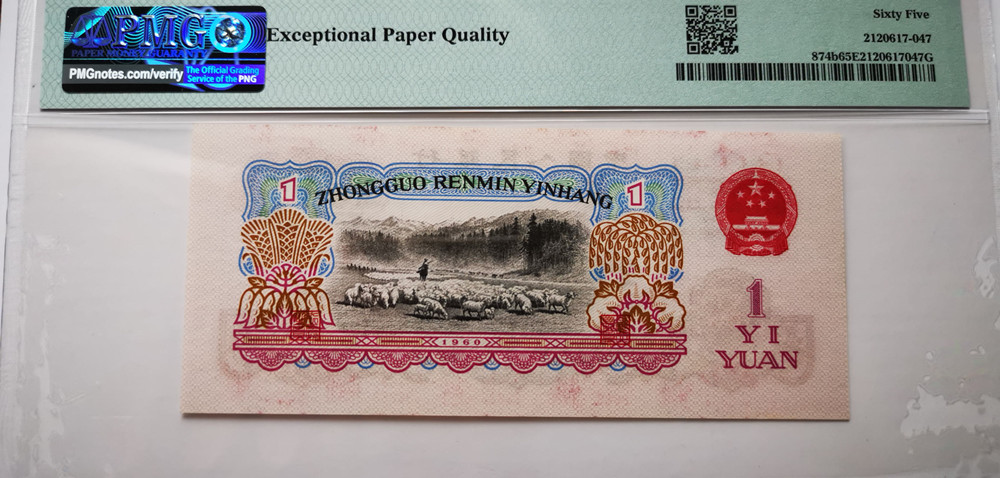 PMG
PAPER MONEY GUARANTY
PMGnotes.com/verify
The Official Grading
Service of the PNG
Exceptional Paper Quality
Sixty Five
2120617-047
874b65E2120617047G
1
ZHONGGUO RENMIN YINHANG
1
1960
1
YI
YUAN